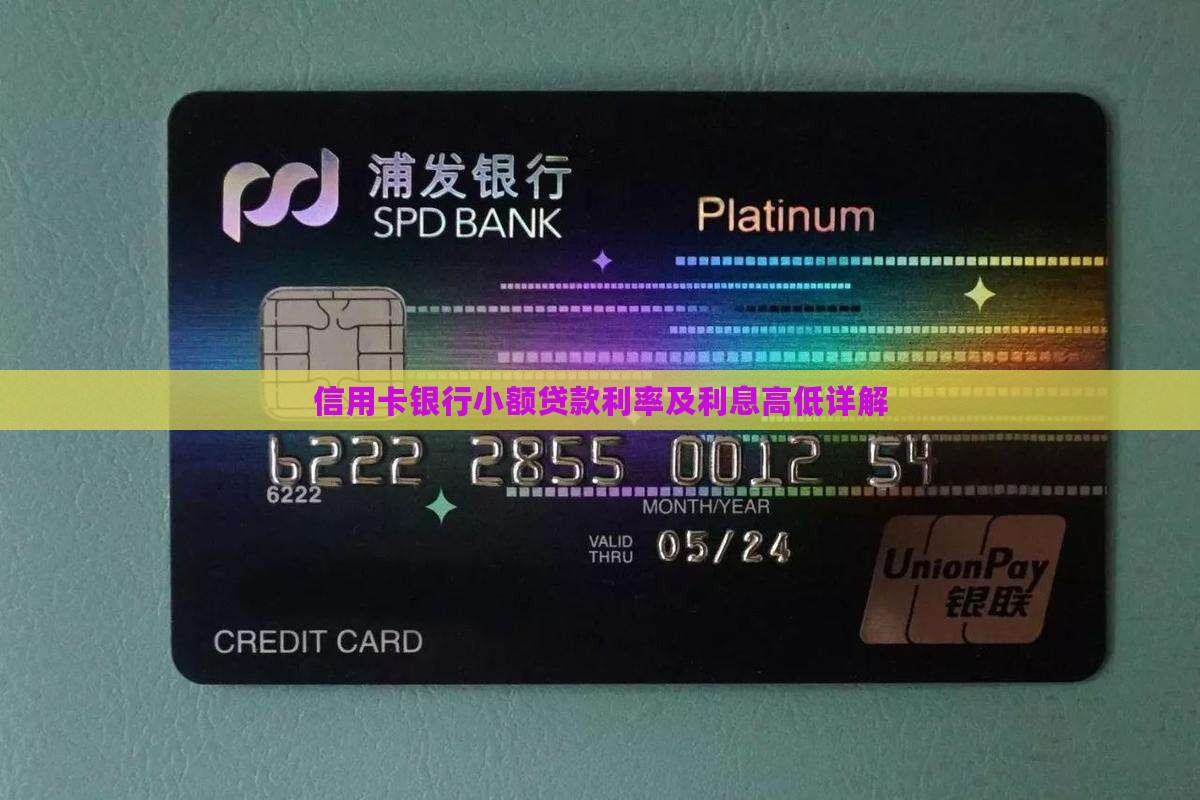 浦发银行
SPD BANK
Platinum
信用卡银行小额贷款利率及利息高低详解
6222 2855 0012 54
6222
MONTH/YEAR
VALID
THRU
05/24
UnionPay
银联
CREDIT CARD